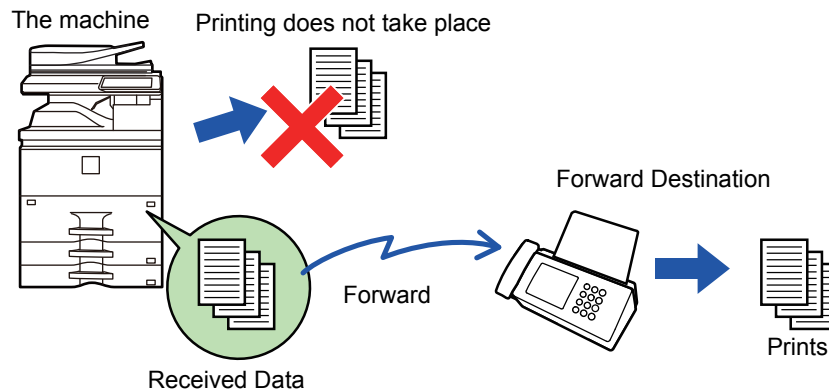 The machine
Printing does not take place
Forward Destination
Forward
Prints
Received Data